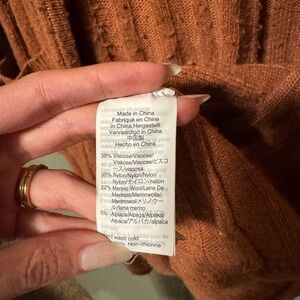 Made in China
Fabriqué en Chine
In China Hergestellt
Vervaardigd in China
中国製
Hecho en China
38% Viscose/Viscose/
Viskose/Viscose/ビスコ
ース/viscosa
35% Nylon/Nylon/Nylon/
Nylon/ナイロン/nailon
22% Merino Wool/Laine De
Merinos/Merinowolle/
Merinowol/メリノウー
ル/lana merino
5% Alpaca/Alpaga/Alpaka/
Alpaca/アルパカ/alpaca
wash cold
Non-chlorine